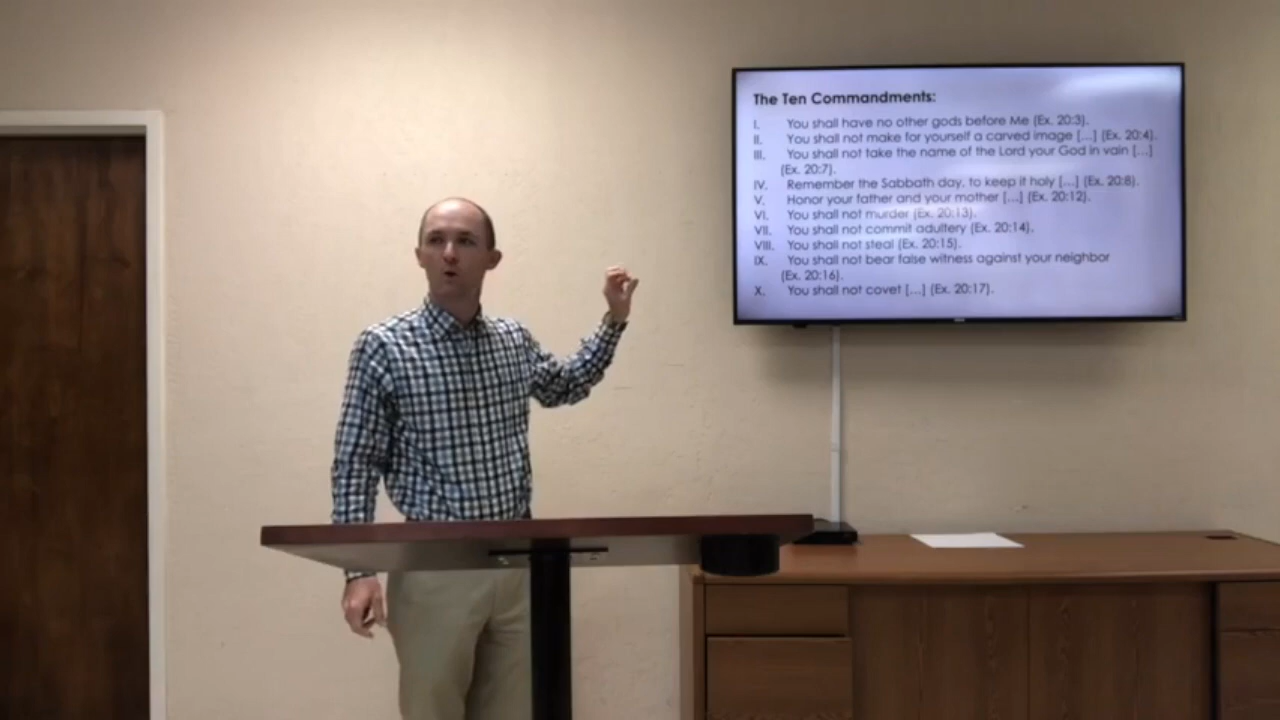 The Ten Commandments:
I. You shall have no other gods before Me (Ex. 20:3).
II. You shall not make for yourself a carved image [...] (Ex. 20:4).
III. You shall not take the name of the Lord your God in vain [...]
(Ex. 20:7).
IV. Remember the Sabbath day, to keep it holy [...] (Ex. 20:8).
V. Honor your father and your mother [...] (Ex. 20:12).
VI. You shall not murder (Ex. 20:13).
VII. You shall not commit adultery (Ex. 20:14).
VIII. You shall not steal (Ex. 20:15).
IX. You shall not bear false witness against your neighbor
(Ex. 20:16).
X. You shall not covet [...] (Ex. 20:17).